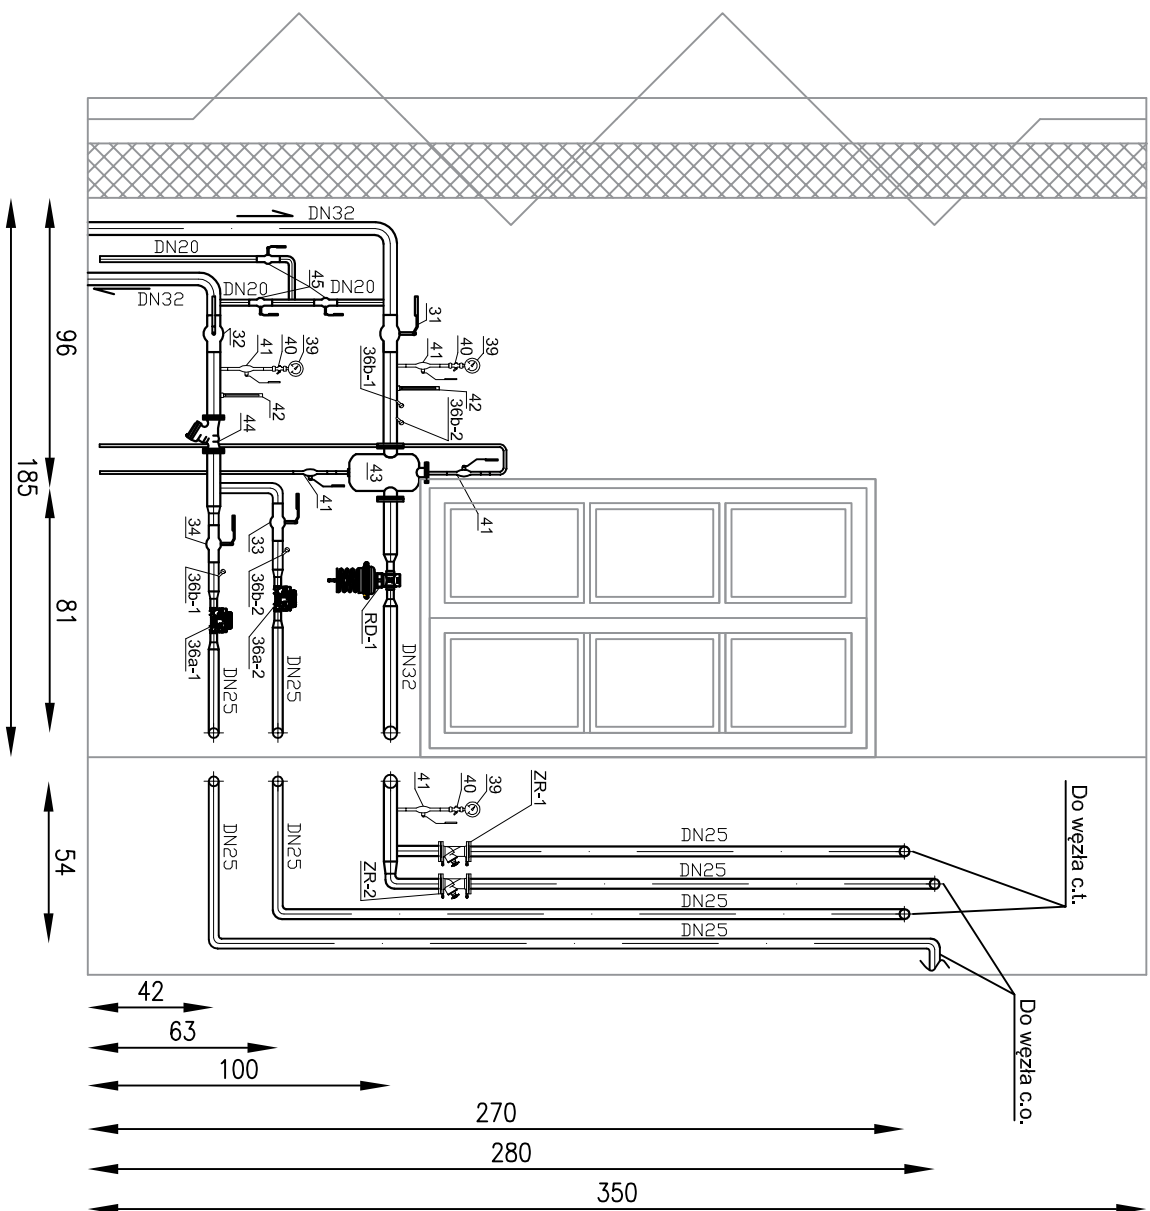 DN32
DN20
DN20
45
DN20
DN32
31
32
41
40
39
41
40
39
36b-1
42
36b-2
42
44
43
41
41
34
33
36b-1
36b-2
36a-1
36a-2
RD-1
DN25
DN25
DN32
96
185
81
54
41
40
39
ZR-1
ZR-2
DN25
DN25
DN25
DN25
DN25
DN25
Do węzła c.t.
Do węzła c.o.
42
63
100
270
280
350